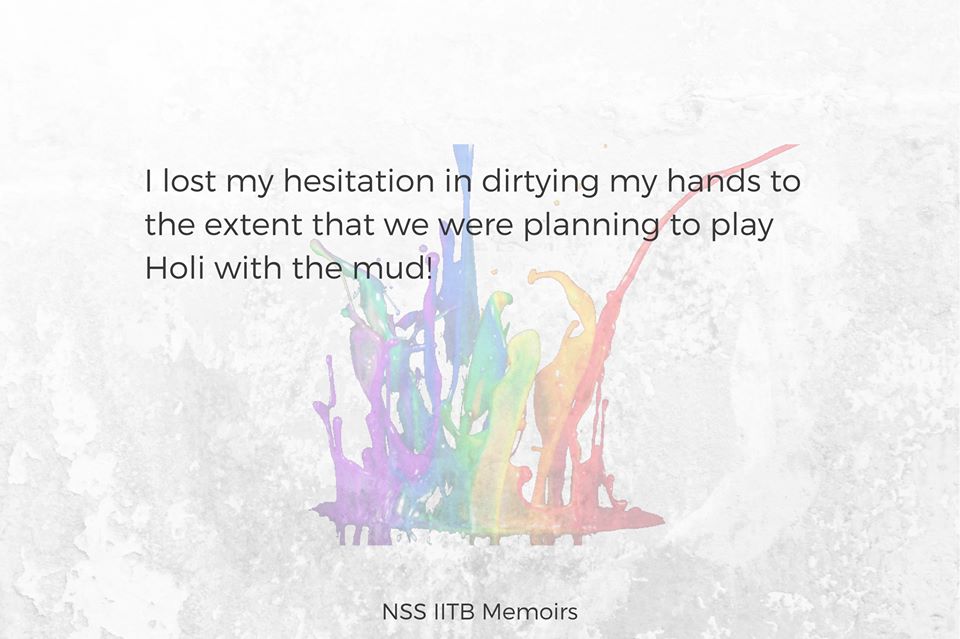 I lost my hesitation in dirtying my hands to
the extent that we were planning to play
Holi with the mud!
NSS IITB Memoirs